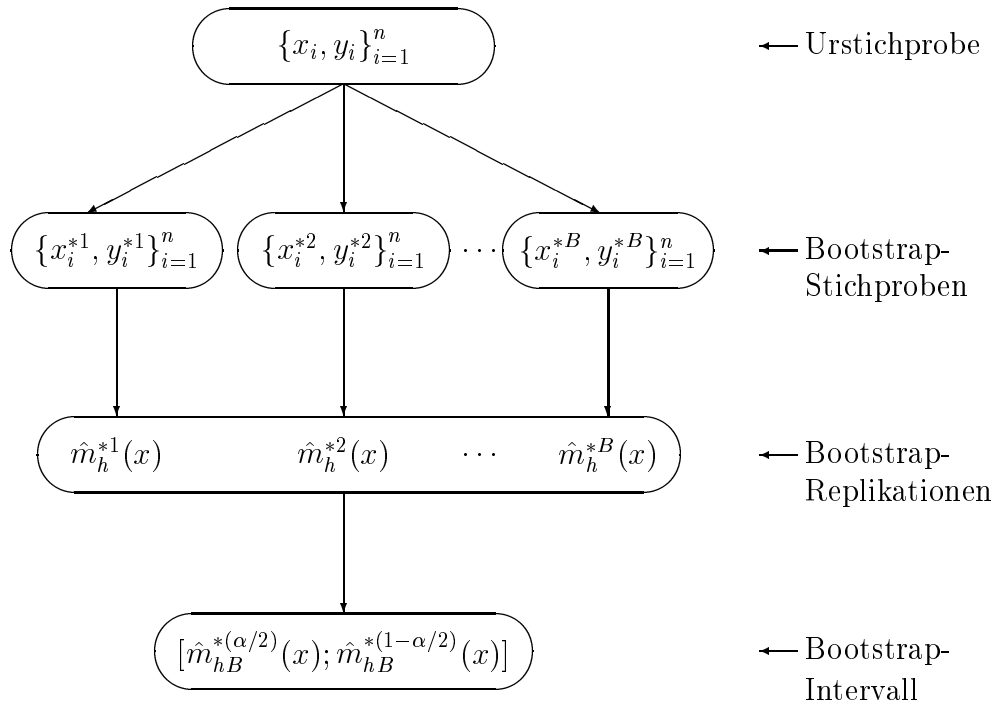 {x_i, y_i}_{i=1}^n ← Urstichprobe
{x_i^{*1}, y_i^{*1}}_{i=1}^n {x_i^{*2}, y_i^{*2}}_{i=1}^n ··· {x_i^{*B}, y_i^{*B}}_{i=1}^n ← Bootstrap-
Stichproben
m̂_h^{*1}(x) m̂_h^{*2}(x) ··· m̂_h^{*B}(x) ← Bootstrap-
Replikationen
[m̂_{hB}^{*(α/2)}(x); m̂_{hB}^{*(1−α/2)}(x)] ← Bootstrap-
Intervall